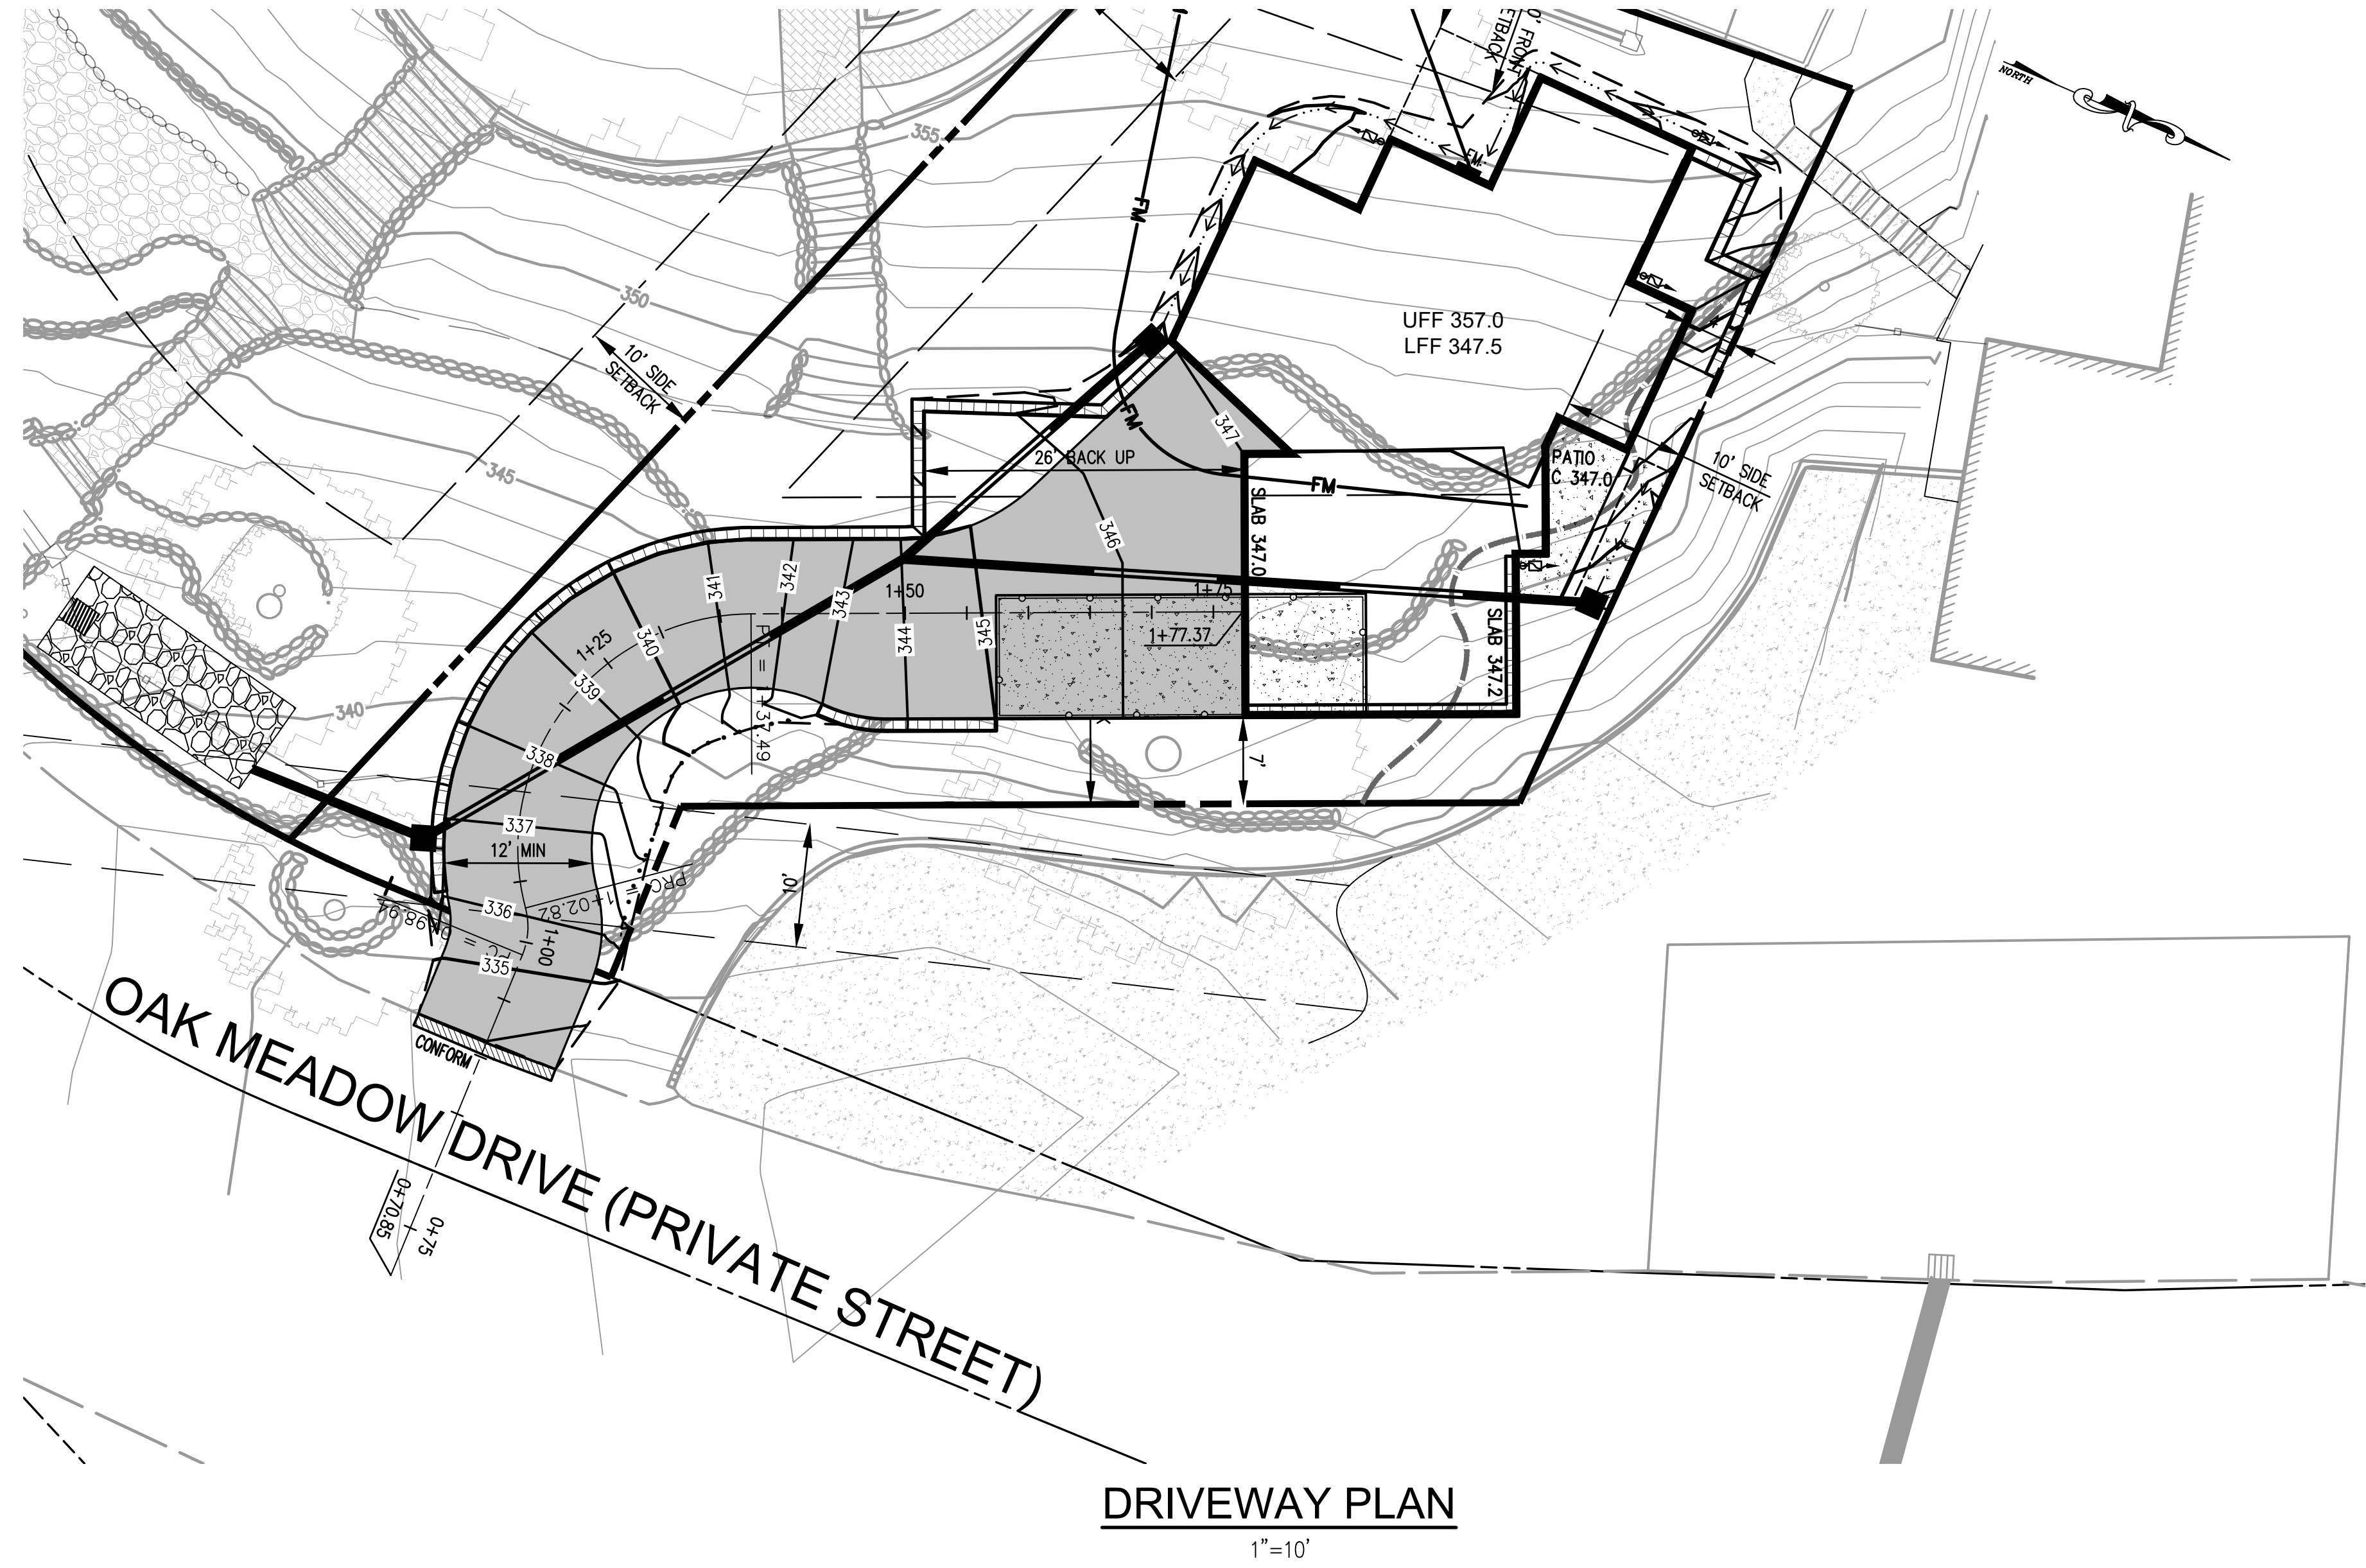 10' FRONT
SETBACK
NORTH
355
FM
FM
350
10' SIDE
SETBACK
UFF 357.0
LFF 347.5
347
FM
26' BACK UP
345
PATIO
C 347.0
10' SIDE
SETBACK
FM
SLAB 347.0
346
341
342
343
344
345
1+50
1+75
1+77.37
SLAB 347.2
1+25
340
339
340
338
337
12' MIN
336
335
1+00
PRC = 1+02.82
7'
10'
CONFORM
OAK MEADOW DRIVE (PRIVATE STREET)
0+70.85
0+75
DRIVEWAY PLAN
1"=10'